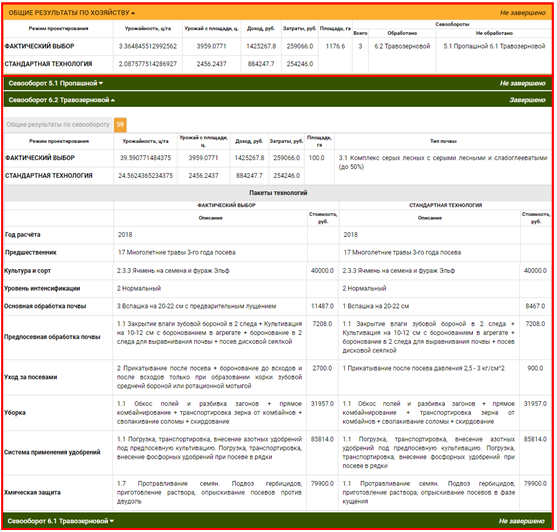 ОБЩИЕ РЕЗУЛЬТАТЫ ПО ХОЗЯЙСТВУ Не завершено
Режим проектирования Урожайность, ц/га Урожай с площади, ц. Доход, руб. Затраты, руб. Площадь, га Севообороты
Всего Обработано Не обработано
ФАКТИЧЕСКИЙ ВЫБОР 3.364845512992562 3959.0771 1425267.8 259066.0 1176.6 3 6.2 Травозерновой 5.1 Пропашной 6.1 Травозерновой
СТАНДАРТНАЯ ТЕХНОЛОГИЯ 2.087577514286927 2456.2437 884247.7 254246.0
Севооборот 5.1 Пропашной Не завершено
Севооборот 6.2 Травозерновой Завершено
Общие результаты по севообороту 59
Режим проектирования Урожайность, ц/га Урожай с площади, ц. Доход, руб. Затраты, руб. Площадь, га Тип почвы
ФАКТИЧЕСКИЙ ВЫБОР 39.590771484375 3959.0771 1425267.8 259066.0 100.0 3.1 Комплекс серых лесных с серыми лесными и слабоглееватыми
(до 50%)
СТАНДАРТНАЯ ТЕХНОЛОГИЯ 24.5624365234375 2456.2437 884247.7 254246.0
Пакеты технологий
ФАКТИЧЕСКИЙ ВЫБОР СТАНДАРТНАЯ ТЕХНОЛОГИЯ
Описание Стоимость, руб. Описание Стоимость, руб.
Год расчёта 2018 2018
Предшественник 17 Многолетние травы 3-го года посева 17 Многолетние травы 3-го года посева
Культура и сорт 2.3.3 Ячмень на семена и фураж Эльф 40000.0 2.3.3 Ячмень на семена и фураж Эльф 40000.0
Уровень интенсификации 2 Нормальный 2 Нормальный
Основная обработка почвы 3 Вспашка на 20-22 см с предварительным лущением 11487.0 1 Вспашка на 20-22 см 8467.0
Предпосевная обработка почвы 1.1 Закрытие влаги зубовой бороной в 2 следа + Культивация на 10-12 см с боронованием в агрегате + боронование в 2 следа для выравнивания почвы + посев дисковой сеялкой 7208.0 1.1 Закрытие влаги зубовой бороной в 2 следа + Культивация на 10-12 см с боронованием в агрегате + боронование в 2 следа для выравнивания почвы + посев дисковой сеялкой 7208.0
Уход за посевами 2 Прикатывание после посева + боронование до всходов и после всходов только при образовании корки зубовой средней бороной или ротационной мотыгой 2700.0 1 Прикатывание после посева давления 2,5 - 3 кг/см^2 900.0
Уборка 1.1 Обкос полей и разбивка загонов + прямое комбайнирование + транспортировка зерна от комбайнов + сволакивание соломы + скирдование 31957.0 1.1 Обкос полей и разбивка загонов + прямое комбайнирование + транспортировка зерна от комбайнов + сволакивание соломы + скирдование 31957.0
Система применения удобрений 1.1 Погрузка, транспортировка, внесение азотных удобрений под предпосевную культивацию. Погрузка, транспортировка, внесение фосфорных удобрений при посеве в рядки 85814.0 1.1 Погрузка, транспортировка, внесение азотных удобрений под предпосевную культивацию. Погрузка, транспортировка, внесение фосфорных удобрений при посеве в рядки 85814.0
Хмическая защита 1.7 Протравливание семян. Подвоз гербицидов, приготовление раствора, опрыскивание посевов против двудоль 79900.0 1.1 Протравливание семян. Подвоз гербицидов, приготовление раствора, опрыскивание посевов в фазе кущения 79900.0
Севооборот 6.1 Травозерновой Не завершено